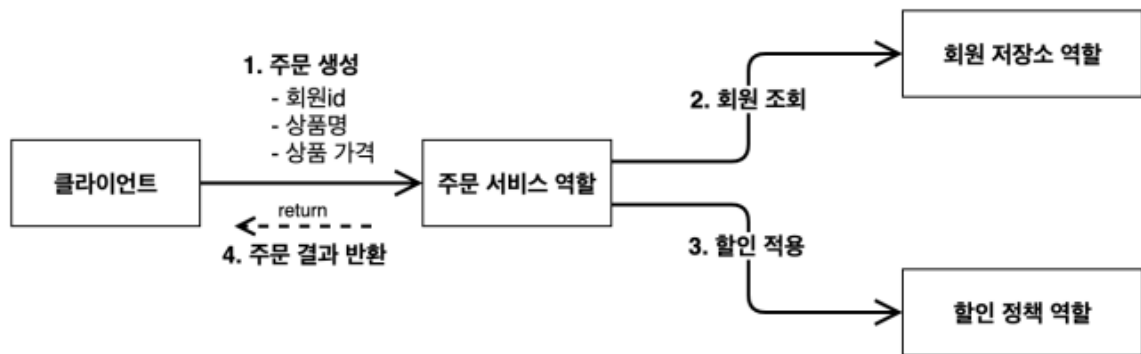 1. 주문 생성
- 회원id
- 상품명
- 상품 가격
클라이언트
주문 서비스 역할
return
4. 주문 결과 반환
2. 회원 조회
회원 저장소 역할
3. 할인 적용
할인 정책 역할